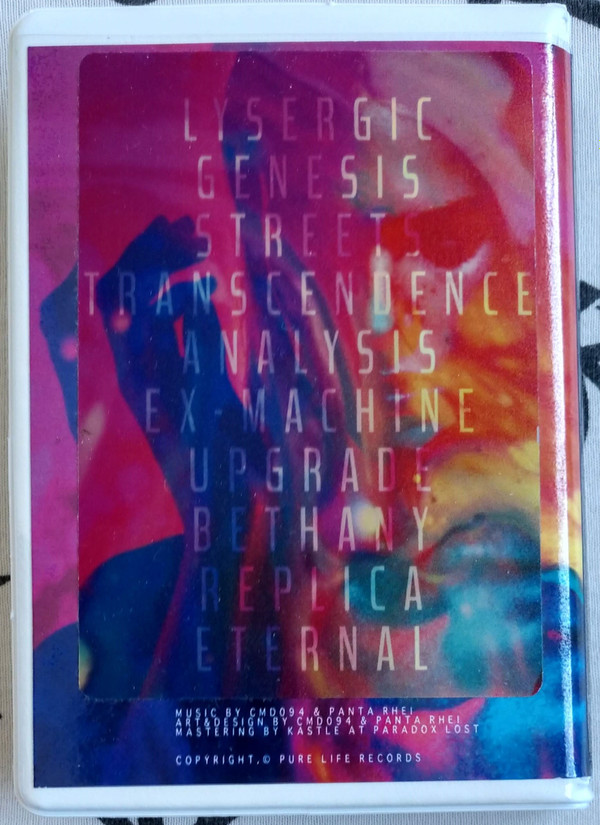 LYSERGIC
GENESIS
STREETS
TRANSCENDENCE
ANALYSIS
EX-MACHINE
UPGRADE
BETHANY
REPLICA
ETERNAL
MUSIC BY CMD094 & PANTA RHEI
ART&DESIGN BY CMD094 & PANTA RHEI
MASTERING BY KASTLE AT PARADOX LOST
COPYRIGHT,© PURE LIFE RECORDS